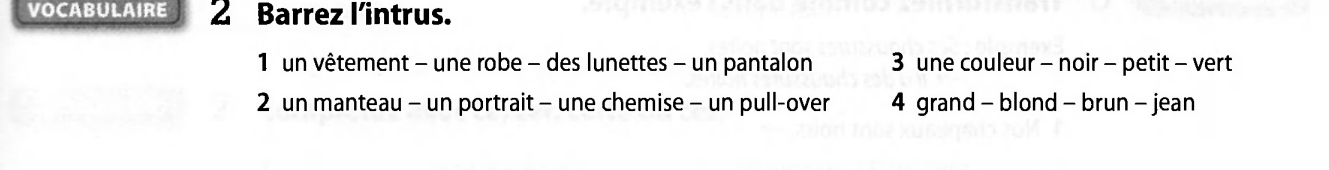 VOCABULAIRE 2 Barrez l'intrus.
1 un vêtement – une robe – des lunettes – un pantalon
2 un manteau – un portrait – une chemise – un pull-over
3 une couleur – noir – petit – vert
4 grand – blond – brun – jean